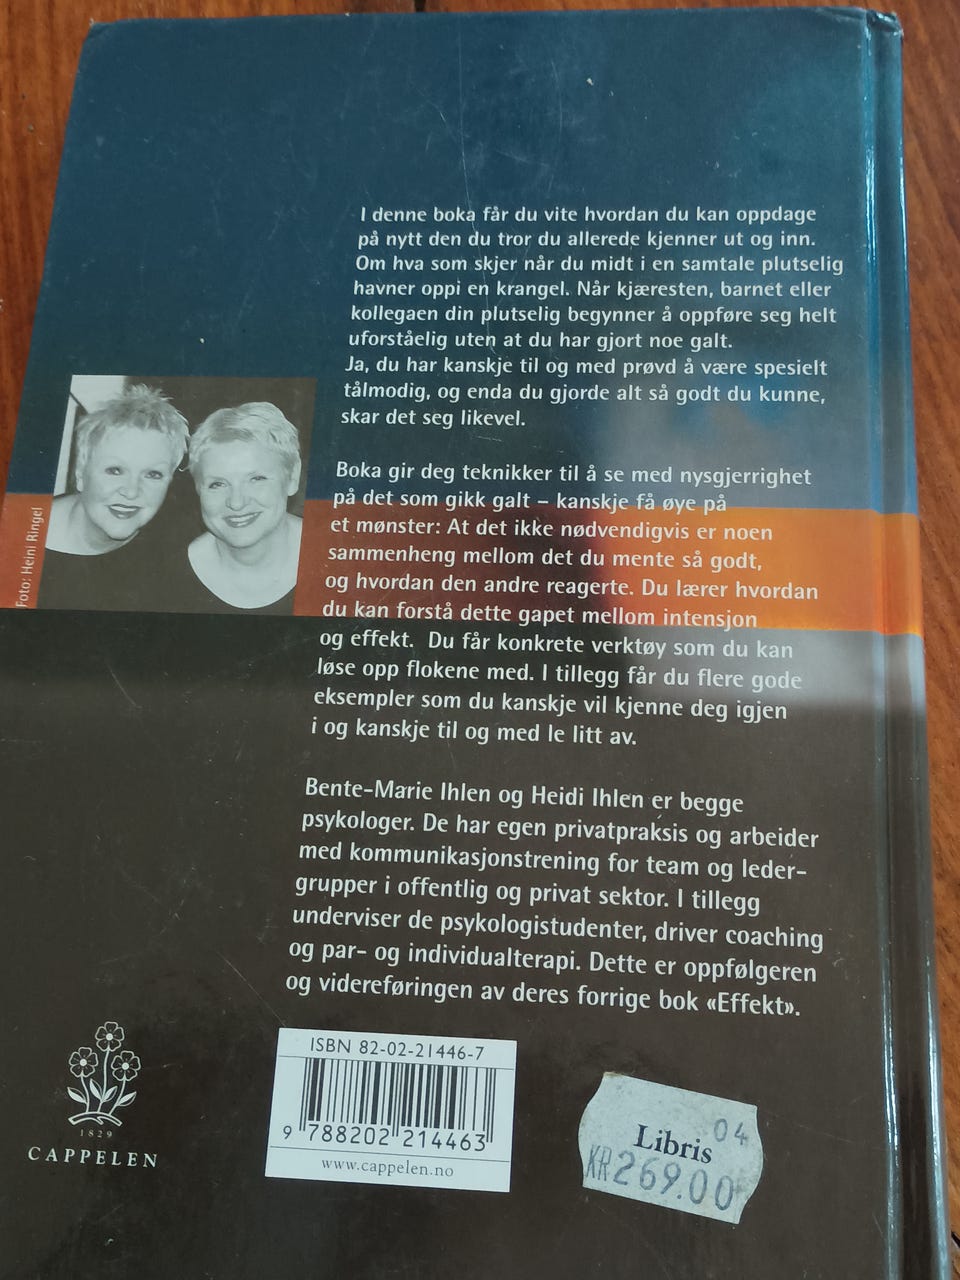 I denne boka får du vite hvordan du kan oppdage
på nytt den du tror du allerede kjenner ut og inn.
Om hva som skjer når du midt i en samtale plutselig
havner oppi en krangel. Når kjæresten, barnet eller
kollegaen din plutselig begynner å oppføre seg helt
uforståelig uten at du har gjort noe galt.
Ja, du har kanskje til og med prøvd å være spesielt
tålmodig, og enda du gjorde alt så godt du kunne,
skar det seg likevel.
Boka gir deg teknikker til å se med nysgjerrighet
på det som gikk galt – kanskje få øye på
et mønster: At det ikke nødvendigvis er noen
sammenheng mellom det du mente så godt,
og hvordan den andre reagerte. Du lærer hvordan
du kan forstå dette gapet mellom intensjon
og effekt. Du får konkrete verktøy som du kan
løse opp flokene med. I tillegg får du flere gode
eksempler som du kanskje vil kjenne deg igjen
i og kanskje til og med le litt av.
Foto: Heini Ringel
Bente-Marie Ihlen og Heidi Ihlen er begge
psykologer. De har egen privatpraksis og arbeider
med kommunikasjonstrening for team og leder-
grupper i offentlig og privat sektor. I tillegg
underviser de psykologistudenter, driver coaching
og par- og individualterapi. Dette er oppfølgeren
og videreføringen av deres forrige bok «Effekt».
1829
CAPPELEN
ISBN 82-02-21446-7
9 788202 214463
www.cappelen.no
04
Libris
KR269.00